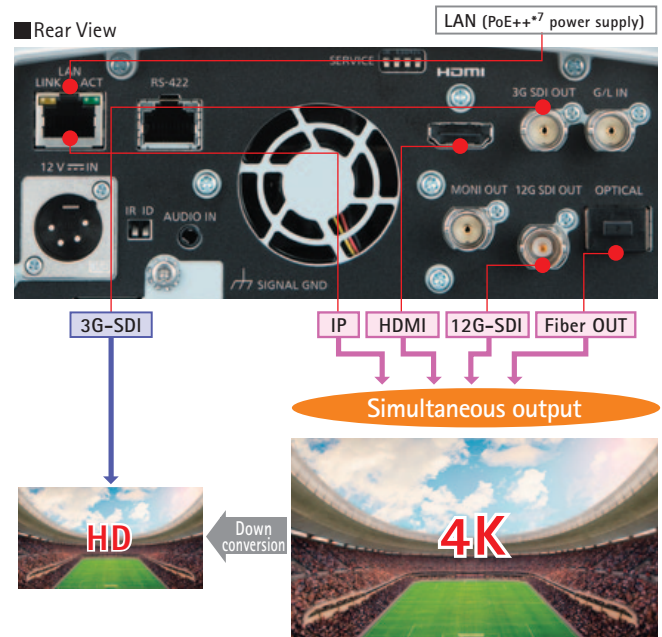 ■Rear View
LAN (PoE++*7 power supply)
LAN
LINK ACT
RS-422
SERVICE
HDMI
3G SDI OUT
G/L IN
12 V ⎓ IN
IR ID
AUDIO IN
MONI OUT
12G SDI OUT
OPTICAL
SIGNAL GND
3G-SDI
IP
HDMI
12G-SDI
Fiber OUT
Simultaneous output
HD
Down
conversion
4K